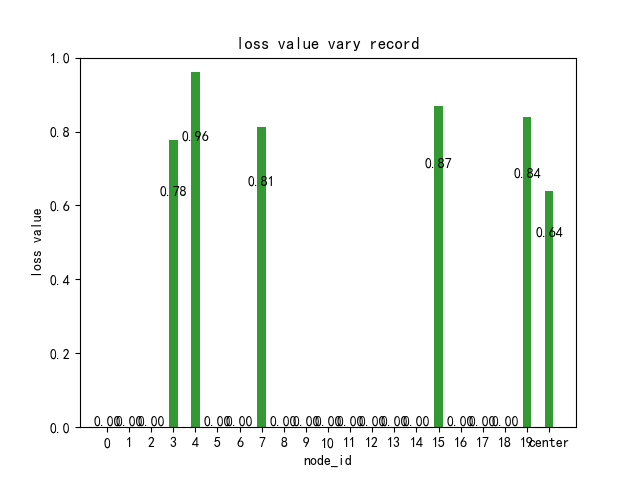 loss value vary record
loss value
1.0
0.8
0.6
0.4
0.2
0.0
0.00 0.00 0.00 0.78 0.96 0.00 0.00 0.81 0.00 0.00 0.00 0.00 0.00 0.00 0.00 0.87 0.00 0.00 0.00 0.84 0.64
0 1 2 3 4 5 6 7 8 9 10 11 12 13 14 15 16 17 18 19 center
node_id